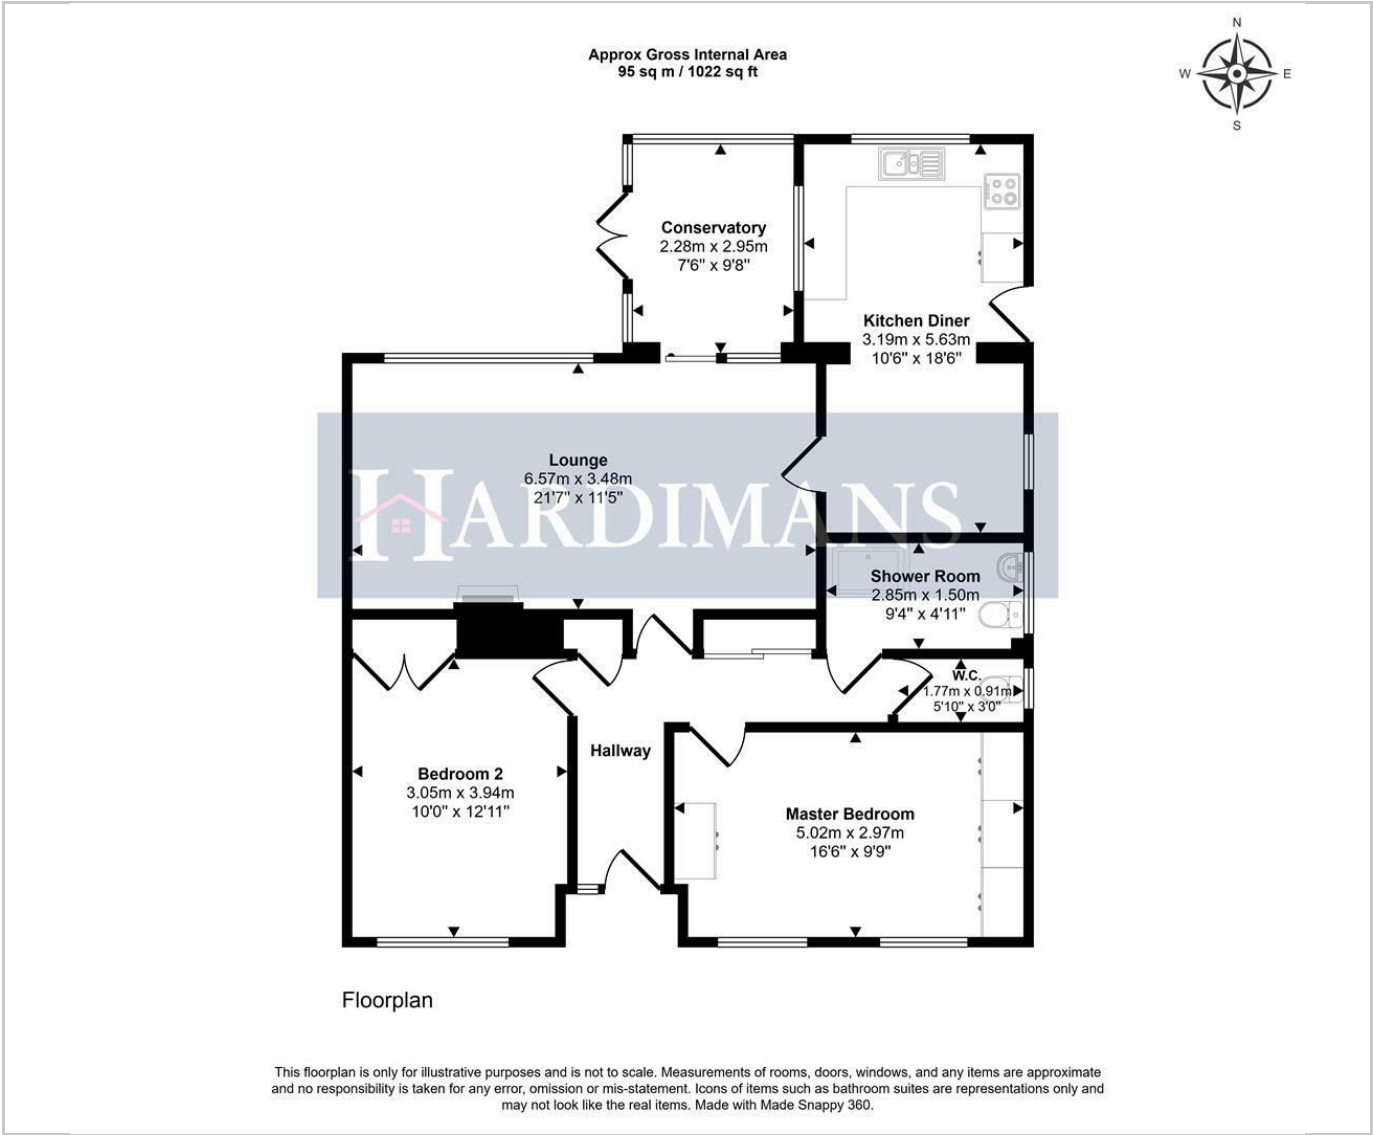 Approx Gross Internal Area
95 sq m / 1022 sq ft
N
W
E
S
Conservatory
2.28m x 2.95m
7'6" x 9'8"
Kitchen Diner
3.19m x 5.63m
10'6" x 18'6"
Lounge
6.57m x 3.48m
21'7" x 11'5"
HARDIMANS
Shower Room
2.85m x 1.50m
9'4" x 4'11"
W.C.
1.77m x 0.91m
5'10" x 3'0"
Hallway
Bedroom 2
3.05m x 3.94m
10'0" x 12'11"
Master Bedroom
5.02m x 2.97m
16'6" x 9'9"
Floorplan
This floorplan is only for illustrative purposes and is not to scale. Measurements of rooms, doors, windows, and any items are approximate
and no responsibility is taken for any error, omission or mis-statement. Icons of items such as bathroom suites are representations only and
may not look like the real items. Made with Made Snappy 360.